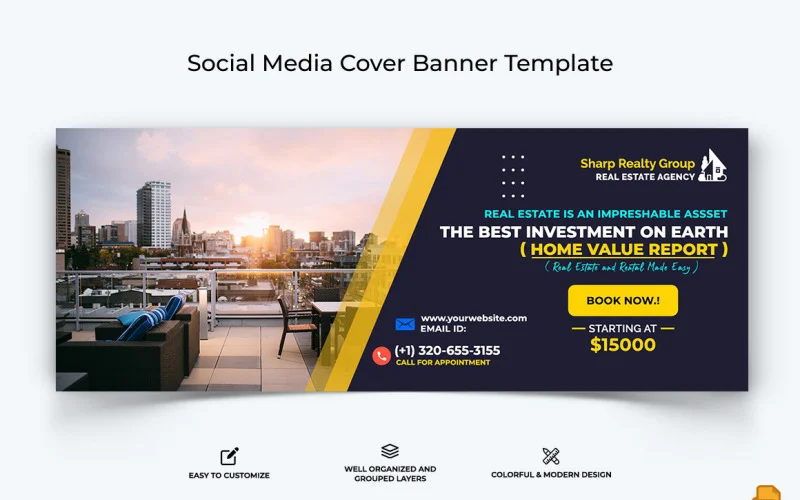 Social Media Cover Banner Template
Sharp Realty Group
REAL ESTATE AGENCY
REAL ESTATE IS AN IMPRESHABLE ASSSET
THE BEST INVESTMENT ON EARTH
( HOME VALUE REPORT )
( Real Estate and Rental Made Easy )
BOOK NOW.!
STARTING AT
$15000
www.yourwebsite.com
EMAIL ID:
(+1) 320-655-3155
CALL FOR APPOINTMENT
EASY TO CUSTOMIZE
WELL ORGANIZED AND
GROUPED LAYERS
COLORFUL & MODERN DESIGN